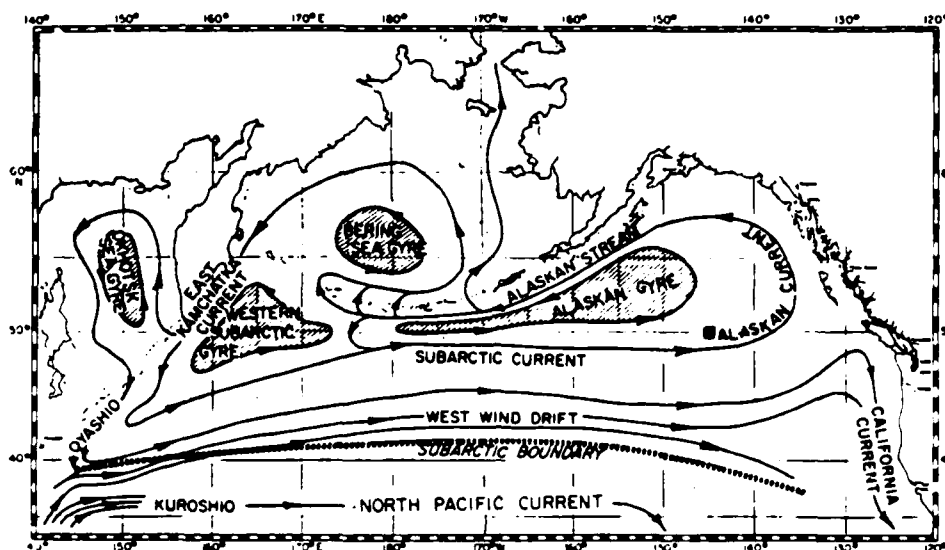 140° 150° 160° 170°E 180° 170°W 160° 150° 140° 130° 120°
60°
N
OKHOTSK
SEA GYRE
BERING
SEA GYRE
EAST
KAMCHATKA
CURRENT
WESTERN
SUBARCTIC
GYRE
ALASKAN STREAM
ALASKAN GYRE
CURRENT
ALASKAN
50°
SUBARCTIC CURRENT
OYASHIO
WEST WIND DRIFT
SUBARCTIC BOUNDARY
CALIFORNIA
CURRENT
40°
KUROSHIO
NORTH PACIFIC CURRENT
140° 150° 160° 170° E 180° 170° W 160° 150° 140° 130° 120°